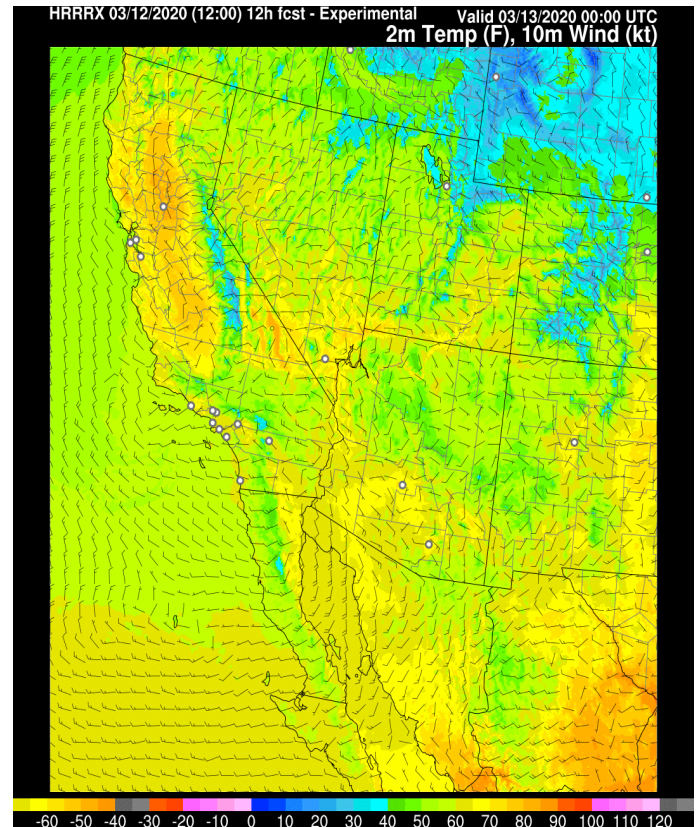 HRRRX 03/12/2020 (12:00) 12h fcst - Experimental
Valid 03/13/2020 00:00 UTC
2m Temp (F), 10m Wind (kt)
-60 -50 -40 -30 -20 -10 0 10 20 30 40 50 60 70 80 90 100 110 120